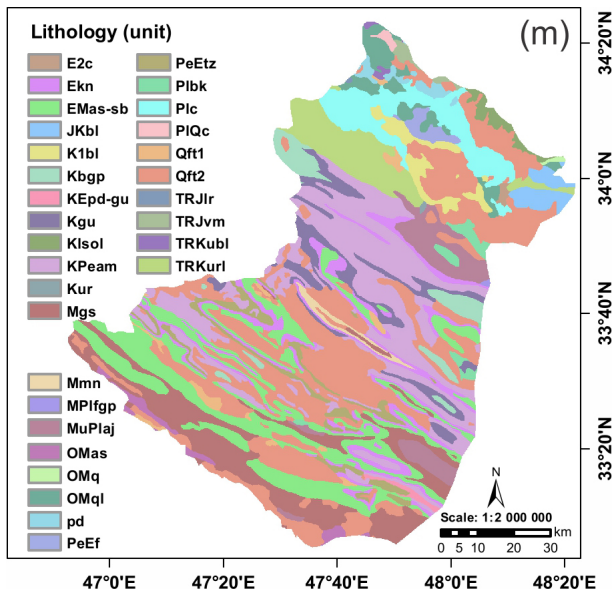 (m)
Lithology (unit)
E2c
Ekn
EMas-sb
JKbl
K1bl
Kbgp
KEpd-gu
Kgu
Klsol
KPeam
Kur
Mgs
PeEtz
Plbk
Plc
PlQc
Qft1
Qft2
TRJlr
TRJvm
TRKubl
TRKurl
Mmn
MPlfgp
MuPlaj
OMas
OMq
OMql
pd
PeEf
N
Scale: 1:2 000 000
km
0 5 10 20 30
34°20'N
34°0'N
33°40'N
33°20'N
47°0'E 47°20'E 47°40'E 48°0'E 48°20'E